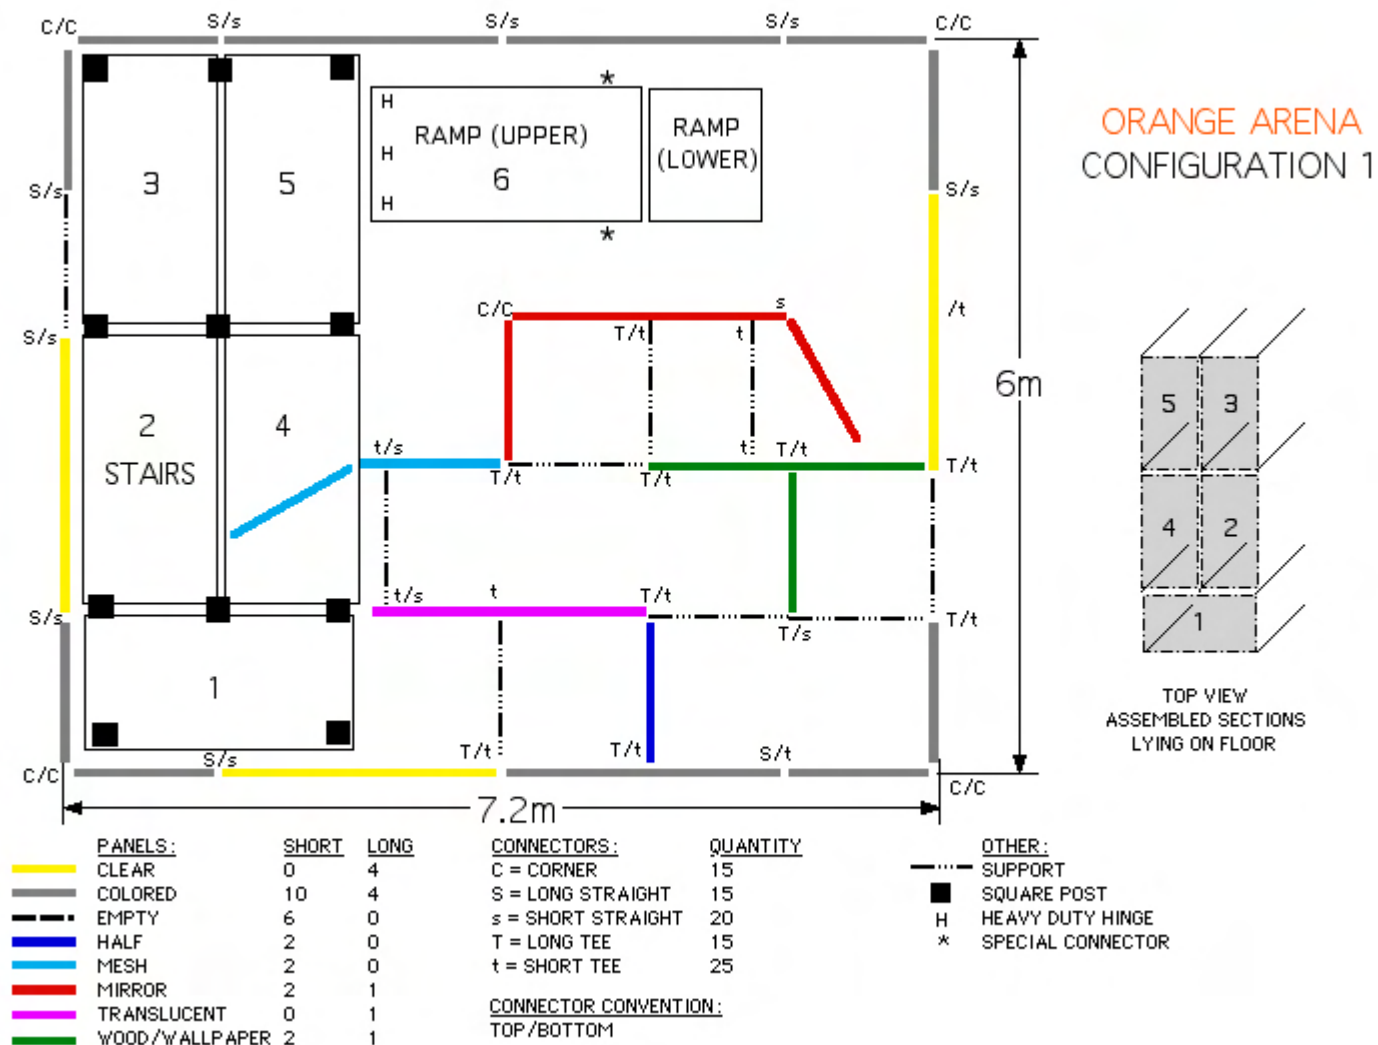 C/C S/s S/s S/s C/C
* ORANGE ARENA
H RAMP (UPPER) RAMP CONFIGURATION 1
H (LOWER)
3 5 6
S/s H S/s
*
C/C s /t
S/s T/t t 6m
2 4 t/s T/t T/t t T/t T/t 5 3
STAIRS
4 2
S/s t/s t T/t T/s T/t 1
1 TOP VIEW
ASSEMBLED SECTIONS
LYING ON FLOOR
C/C S/s T/t T/t S/t C/C
7.2m
PANELS: SHORT LONG CONNECTORS: QUANTITY OTHER:
CLEAR 0 4 C = CORNER 15 SUPPORT
COLORED 10 4 S = LONG STRAIGHT 15 SQUARE POST
EMPTY 6 0 s = SHORT STRAIGHT 20 H HEAVY DUTY HINGE
HALF 2 0 T = LONG TEE 15 * SPECIAL CONNECTOR
MESH 2 0 t = SHORT TEE 25
MIRROR 2 1
TRANSLUCENT 0 1 CONNECTOR CONVENTION:
WOOD/WALLPAPER 2 1 TOP/BOTTOM